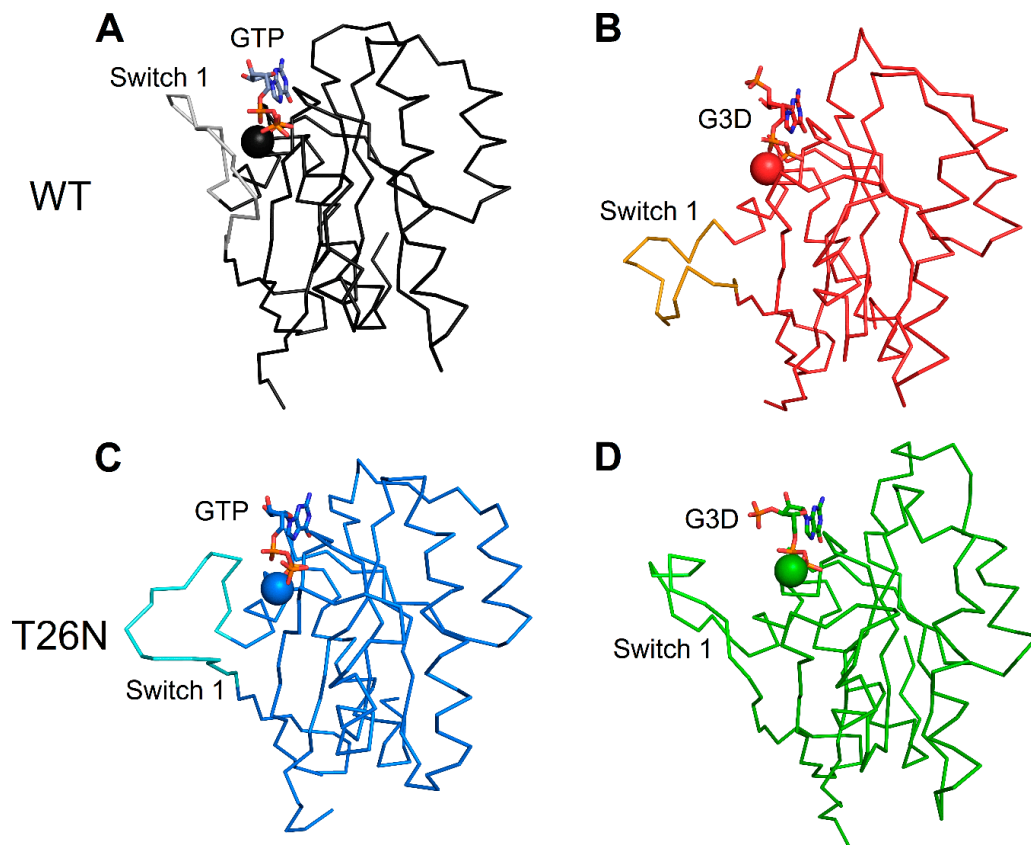 A
GTP
Switch 1
WT
B
G3D
Switch 1
C
GTP
T26N
Switch 1
D
G3D
Switch 1